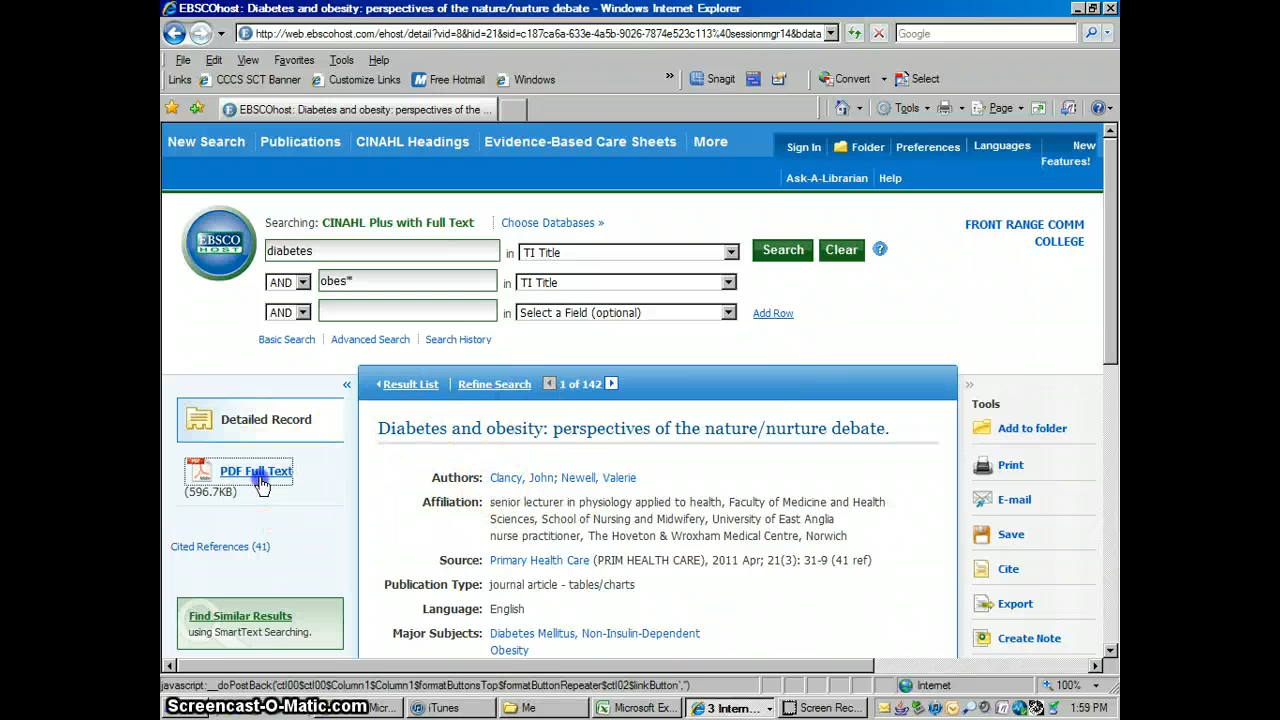 EBSCOhost: Diabetes and obesity: perspectives of the nature/nurture debate - Windows Internet Explorer
http://web.ebscohost.com/ehost/detail?vid=8&hid=21&sid=c187ca6a-633e-4a5b-9026-7874e523c113%40sessionmgr14&bdata
Google
File Edit View Favorites Tools Help
Links CCCS SCT Banner Customize Links Free Hotmail Windows » Snagit Convert Select
EBSCOhost: Diabetes and obesity: perspectives of the ... Tools Page
New Search Publications CINAHL Headings Evidence-Based Care Sheets More
Sign In Folder Preferences Languages New Features!
Ask-A-Librarian Help
Searching: CINAHL Plus with Full Text Choose Databases »
FRONT RANGE COMM COLLEGE
EBSCO HOST
diabetes in TI Title Search Clear ?
AND obes* in TI Title
AND in Select a Field (optional) Add Row
Basic Search Advanced Search Search History
«
Detailed Record
PDF Full Text
(596.7KB)
Cited References (41)
Find Similar Results
using SmartText Searching.
Result List Refine Search 1 of 142
Diabetes and obesity: perspectives of the nature/nurture debate.
Authors: Clancy, John; Newell, Valerie
Affiliation: senior lecturer in physiology applied to health, Faculty of Medicine and Health
Sciences, School of Nursing and Midwifery, University of East Anglia
nurse practitioner, The Hoveton & Wroxham Medical Centre, Norwich
Source: Primary Health Care (PRIM HEALTH CARE), 2011 Apr; 21(3): 31-9 (41 ref)
Publication Type: journal article - tables/charts
Language: English
Major Subjects: Diabetes Mellitus, Non-Insulin-Dependent
Obesity
»
Tools
Add to folder
Print
E-mail
Save
Cite
Export
Create Note
javascript:__doPostBack('ctl00$ctl00$Column1$Column1$formatButtonsTop$formatButtonRepeater$ctl02$linkButton','') Internet 100%
Screencast-O-Matic.com Micr... iTunes Me Microsoft Ex... 3 Intern... Screen Rec... 1:59 PM